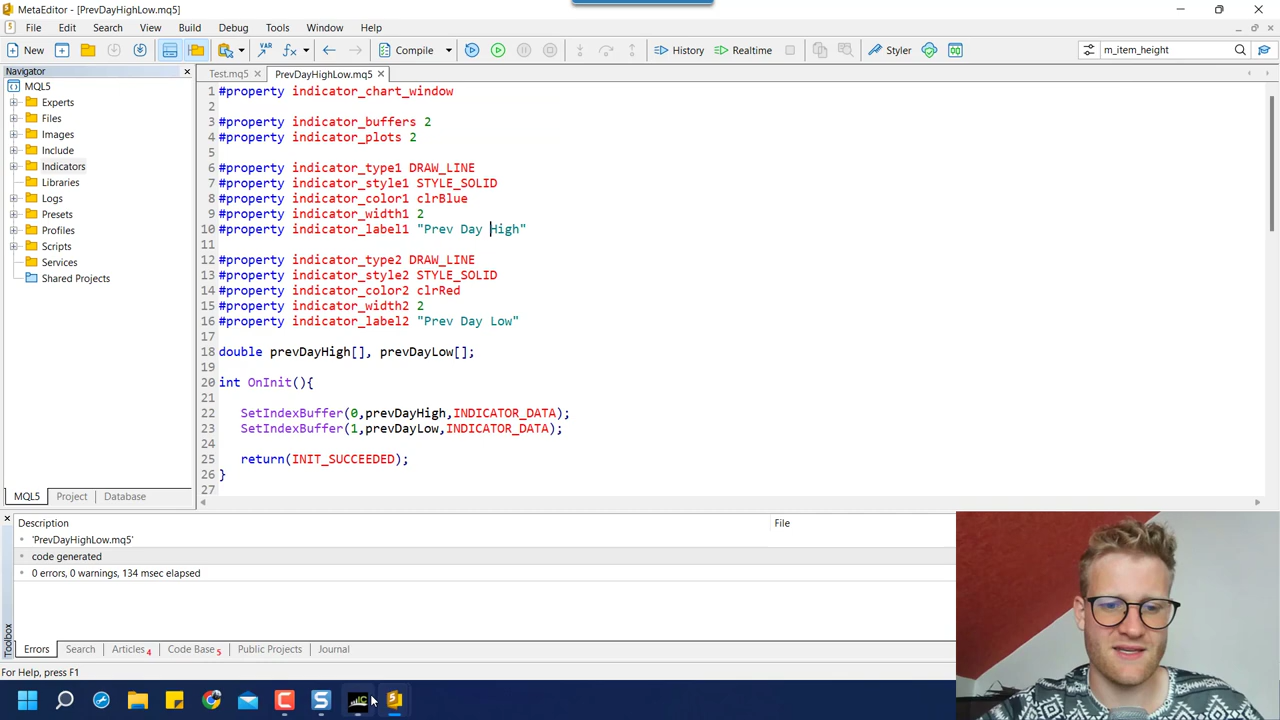 MetaEditor - [PrevDayHighLow.mq5]
File Edit Search View Build Debug Tools Window Help
New Compile History Realtime Styler m_item_height
Navigator
Test.mq5 PrevDayHighLow.mq5
MQL5
Experts
Files
Images
Include
Indicators
Libraries
Logs
Presets
Profiles
Scripts
Services
Shared Projects
MQL5 Project Database
1 #property indicator_chart_window
2
3 #property indicator_buffers 2
4 #property indicator_plots 2
5
6 #property indicator_type1 DRAW_LINE
7 #property indicator_style1 STYLE_SOLID
8 #property indicator_color1 clrBlue
9 #property indicator_width1 2
10 #property indicator_label1 "Prev Day High"
11
12 #property indicator_type2 DRAW_LINE
13 #property indicator_style2 STYLE_SOLID
14 #property indicator_color2 clrRed
15 #property indicator_width2 2
16 #property indicator_label2 "Prev Day Low"
17
18 double prevDayHigh[], prevDayLow[];
19
20 int OnInit(){
21
22 SetIndexBuffer(0,prevDayHigh,INDICATOR_DATA);
23 SetIndexBuffer(1,prevDayLow,INDICATOR_DATA);
24
25 return(INIT_SUCCEEDED);
26 }
27
Description File
'PrevDayHighLow.mq5'
code generated
0 errors, 0 warnings, 134 msec elapsed
Toolbox
Errors Search Articles 4 Code Base 5 Public Projects Journal
For Help, press F1